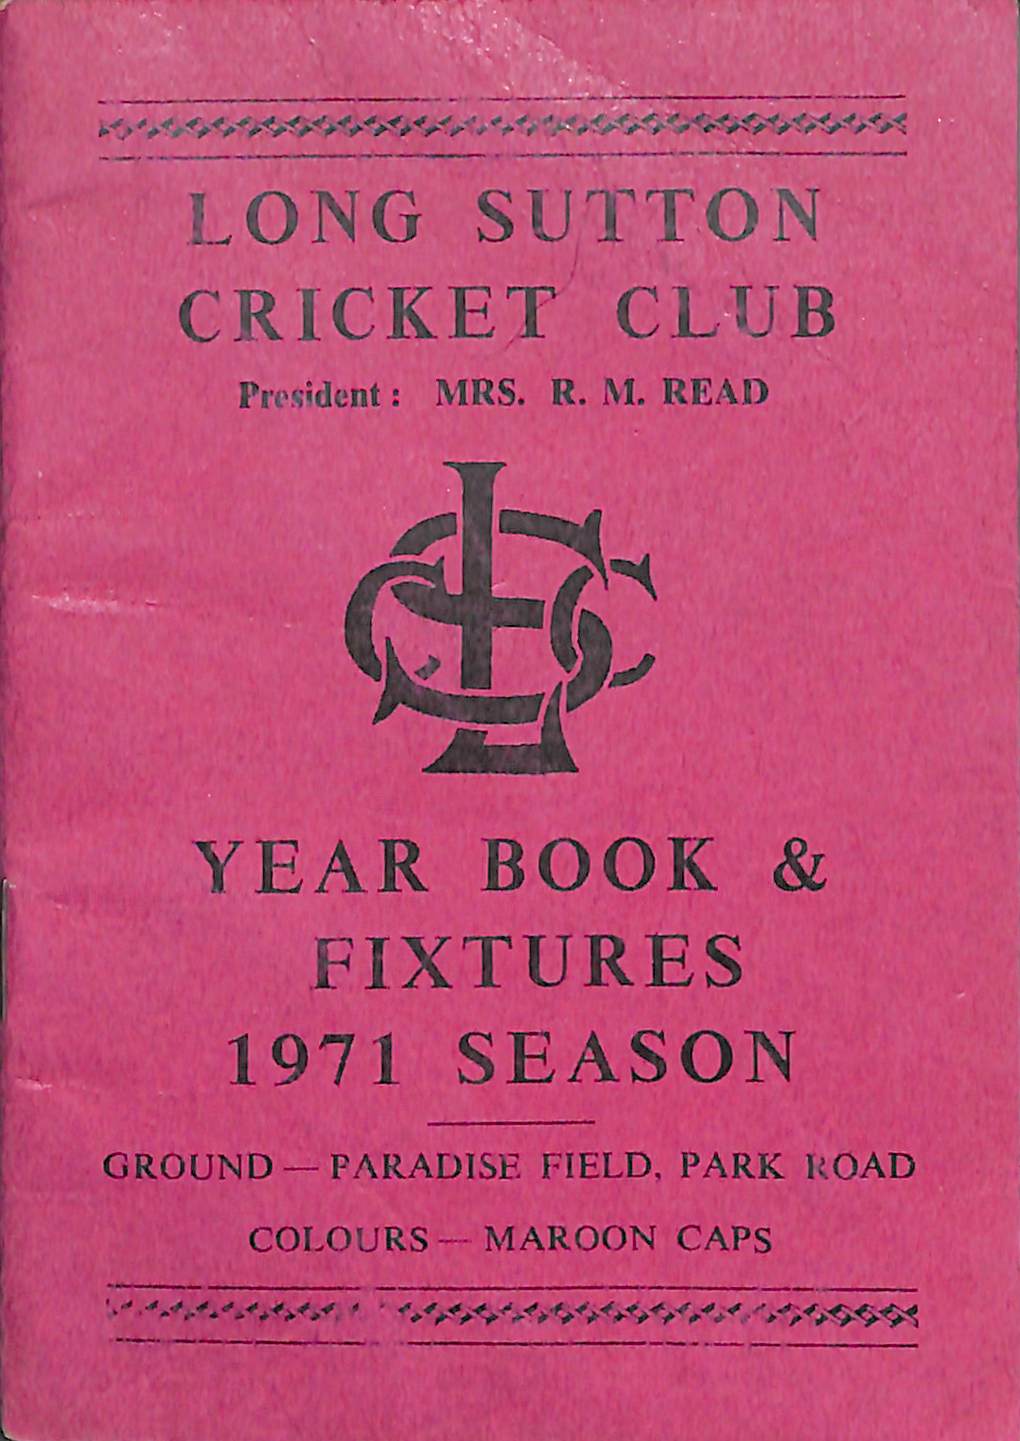 LONG SUTTON
CRICKET CLUB
President : MRS. R. M. READ
YEAR BOOK &
FIXTURES
1971 SEASON
GROUND — PARADISE FIELD, PARK ROAD
COLOURS — MAROON CAPS